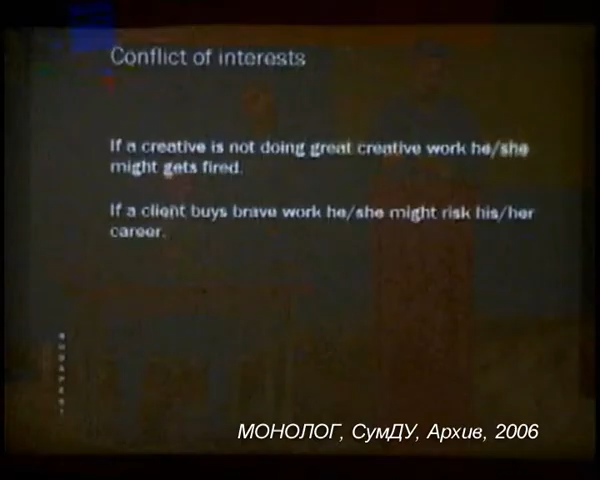 Conflict of interests
If a creative is not doing great creative work he/she
might gets fired.
If a client buys brave work he/she might risk his/her
career.
МОНОЛОГ, СумДУ, Архив, 2006